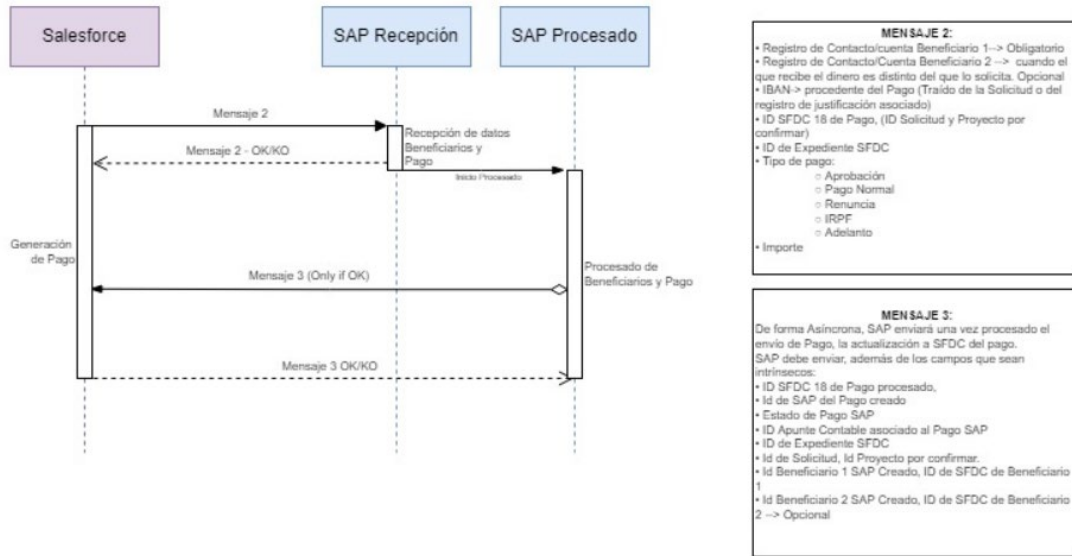 Salesforce
SAP Recepción
SAP Procesado
Mensaje 2
Recepción de datos
Beneficiarios y
Pago
Mensaje 2 - OK/KO
Inicio Procesado
Generación
de Pago
Mensaje 3 (Only if OK)
Procesado de
Beneficiarios y Pago
Mensaje 3 OK/KO
MENSAJE 2:
• Registro de Contacto/cuenta Beneficiario 1--> Obligatorio
• Registro de Contacto/Cuenta Beneficiario 2 --> cuando el
que recibe el dinero es distinto del que lo solicita. Opcional
• IBAN-> procedente del Pago (Traído de la Solicitud o del
registro de justificación asociado)
• ID SFDC 18 de Pago, (ID Solicitud y Proyecto por
confirmar)
• ID de Expediente SFDC
• Tipo de pago:
○ Aprobación
○ Pago Normal
○ Renuncia
○ IRPF
○ Adelanto
• Importe
MENSAJE 3:
De forma Asíncrona, SAP enviará una vez procesado el
envío de Pago, la actualización a SFDC del pago.
SAP debe enviar, además de los campos que sean
intrínsecos:
• ID SFDC 18 de Pago procesado,
• Id de SAP del Pago creado
• Estado de Pago SAP
• ID Apunte Contable asociado al Pago SAP
• ID de Expediente SFDC
• Id de Solicitud, Id Proyecto por confirmar.
• Id Beneficiario 1 SAP Creado, ID de SFDC de Beneficiario
1
• Id Beneficiario 2 SAP Creado, ID de SFDC de Beneficiario
2 --> Opcional